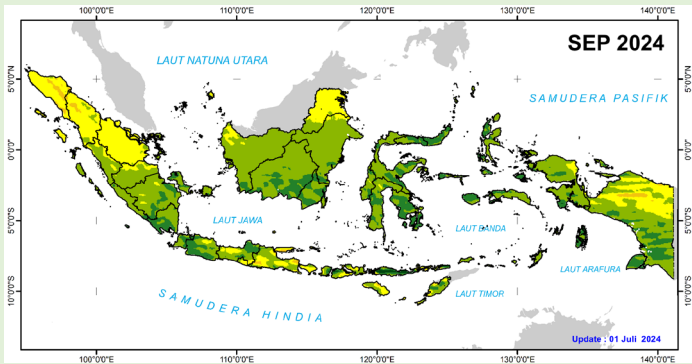 100°0'0"E 110°0'0"E 120°0'0"E 130°0'0"E 140°0'0"E
SEP 2024
LAUT NATUNA UTARA
5°0'0"N
5°0'0"N
SAMUDERA PASIFIK
0°0'0"
0°0'0"
LAUT JAWA
LAUT BANDA
5°0'0"S
5°0'0"S
LAUT ARAFURA
10°0'0"S
SAMUDERA HINDIA
LAUT TIMOR
10°0'0"S
Update : 01 Juli 2024
100°0'0"E 110°0'0"E 120°0'0"E 130°0'0"E 140°0'0"E